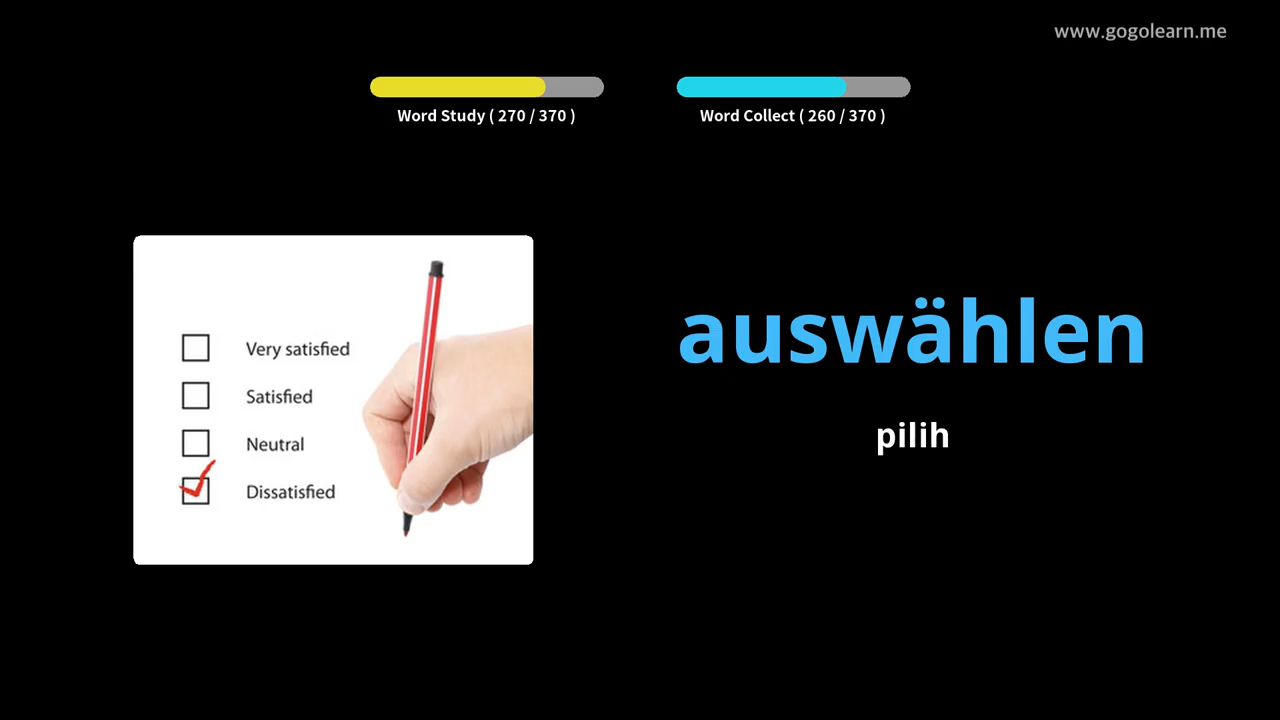 www.gogolearn.me
Word Study ( 270 / 370 )
Word Collect ( 260 / 370 )
Very satisfied
Satisfied
Neutral
Dissatisfied
auswählen
pilih